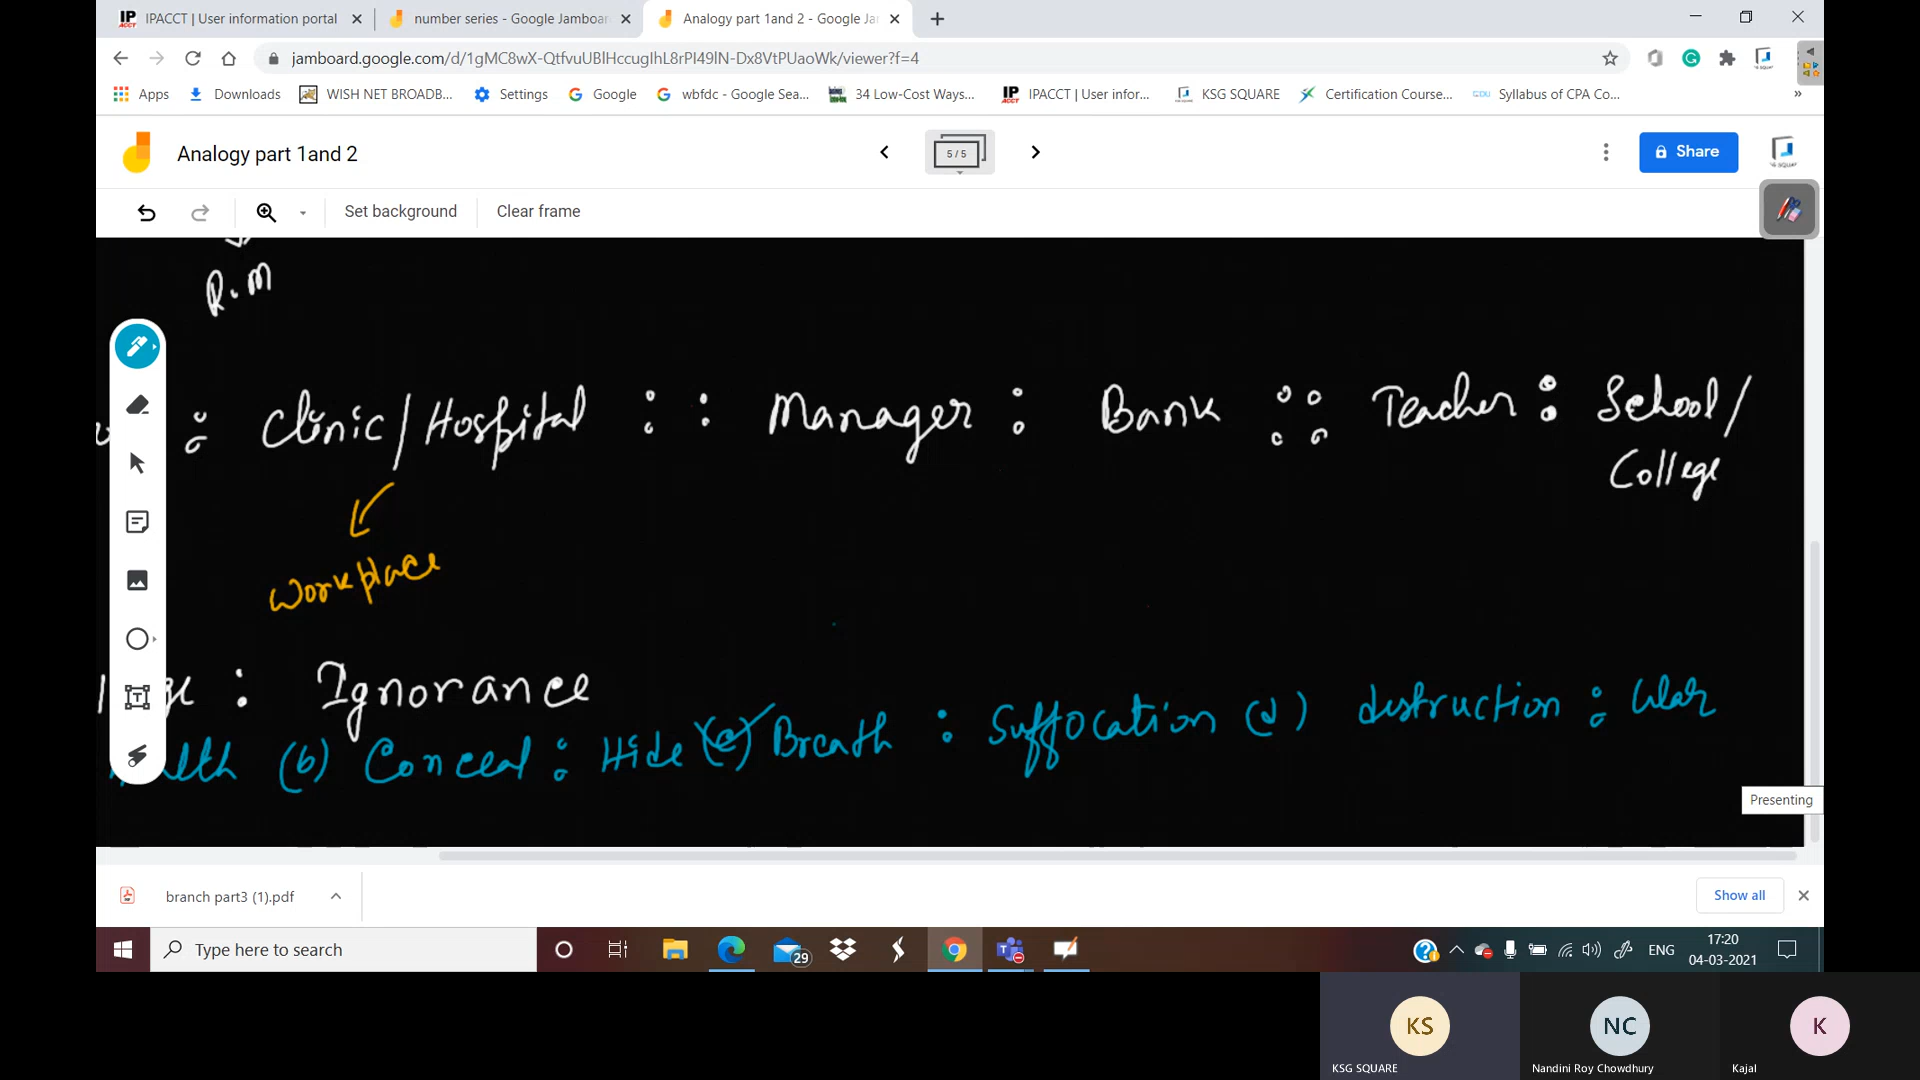 IPACCT | User information portal
number series - Google Jamboar
Analogy part 1and 2 - Google Ja
jamboard.google.com/d/1gMC8wX-QtfvuUBlHccugIhL8rPI49lN-Dx8VtPUaoWk/viewer?f=4
Apps Downloads WISH NET BROADB... Settings Google wbfdc - Google Sea... 34 Low-Cost Ways... IPACCT | User infor... KSG SQUARE Certification Course... Syllabus of CPA Co... »
Analogy part 1and 2
5 / 5
Share
Set background Clear frame
R.M
: Clinic/Hospital :: Manager : Bank :: Teacher : School/
College
Workplace
: Ignorance
(b) Conceal : Hide (c) Breath : Suffocation (d) distruction : War
Presenting
branch part3 (1).pdf
Show all
Type here to search
29
ENG
17:20
04-03-2021
KS NC K
KSG SQUARE Nandini Roy Chowdhury Kajal